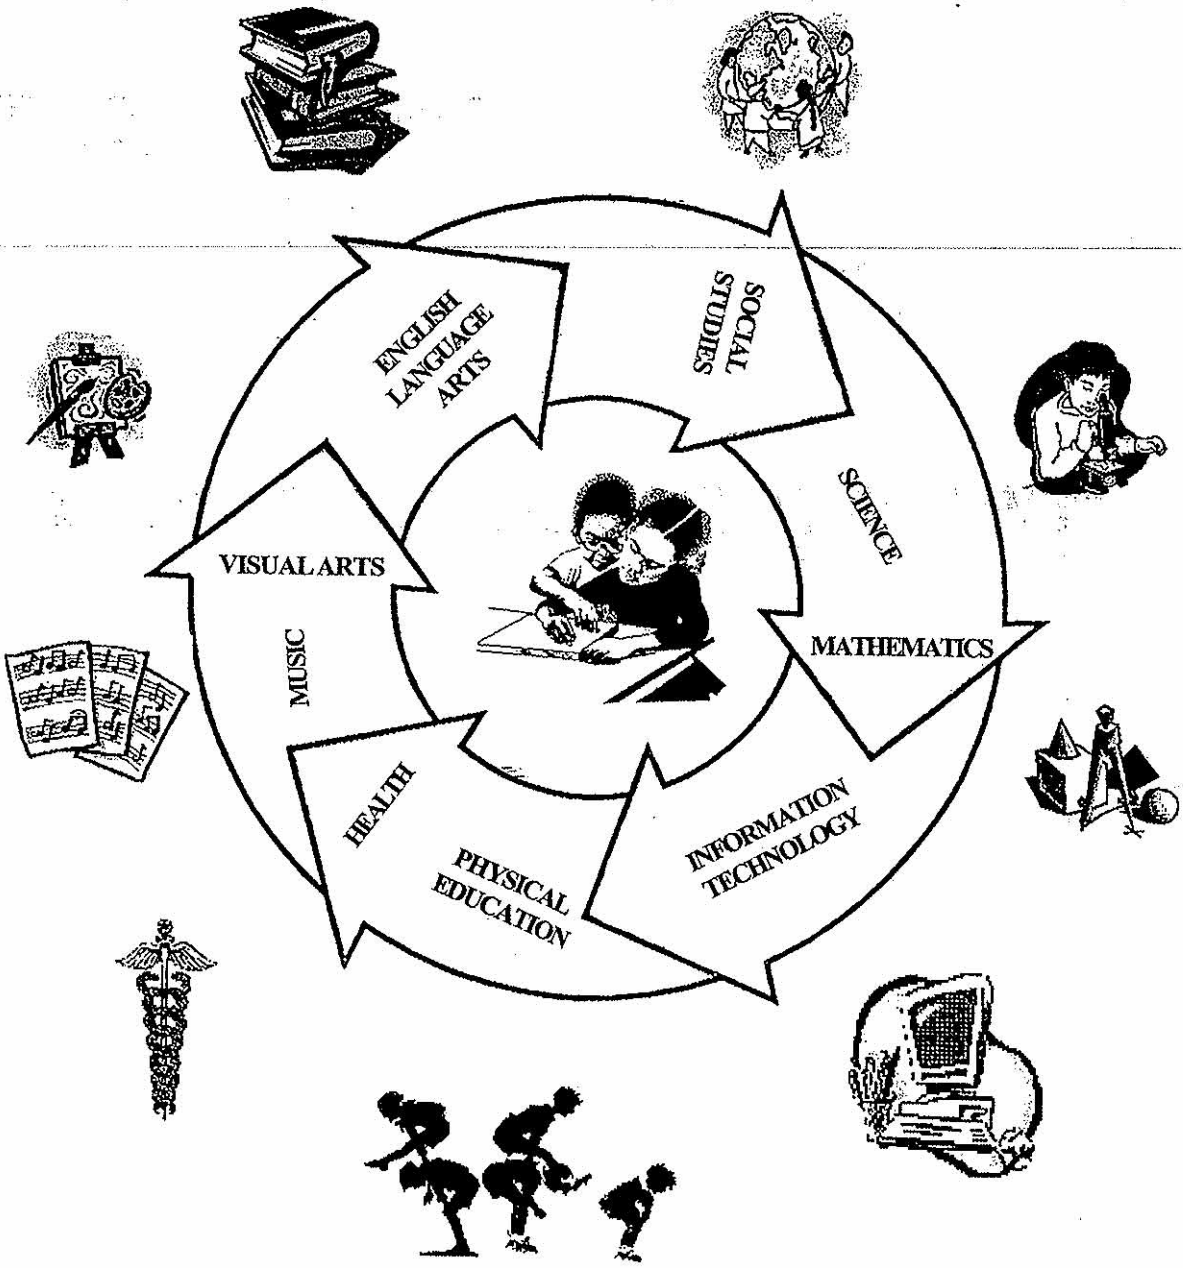 ENGLISH
LANGUAGE
ARTS
SOCIAL
STUDIES
SCIENCE
MATHEMATICS
INFORMATION
TECHNOLOGY
PHYSICAL
EDUCATION
HEALTH
MUSIC
VISUAL ARTS